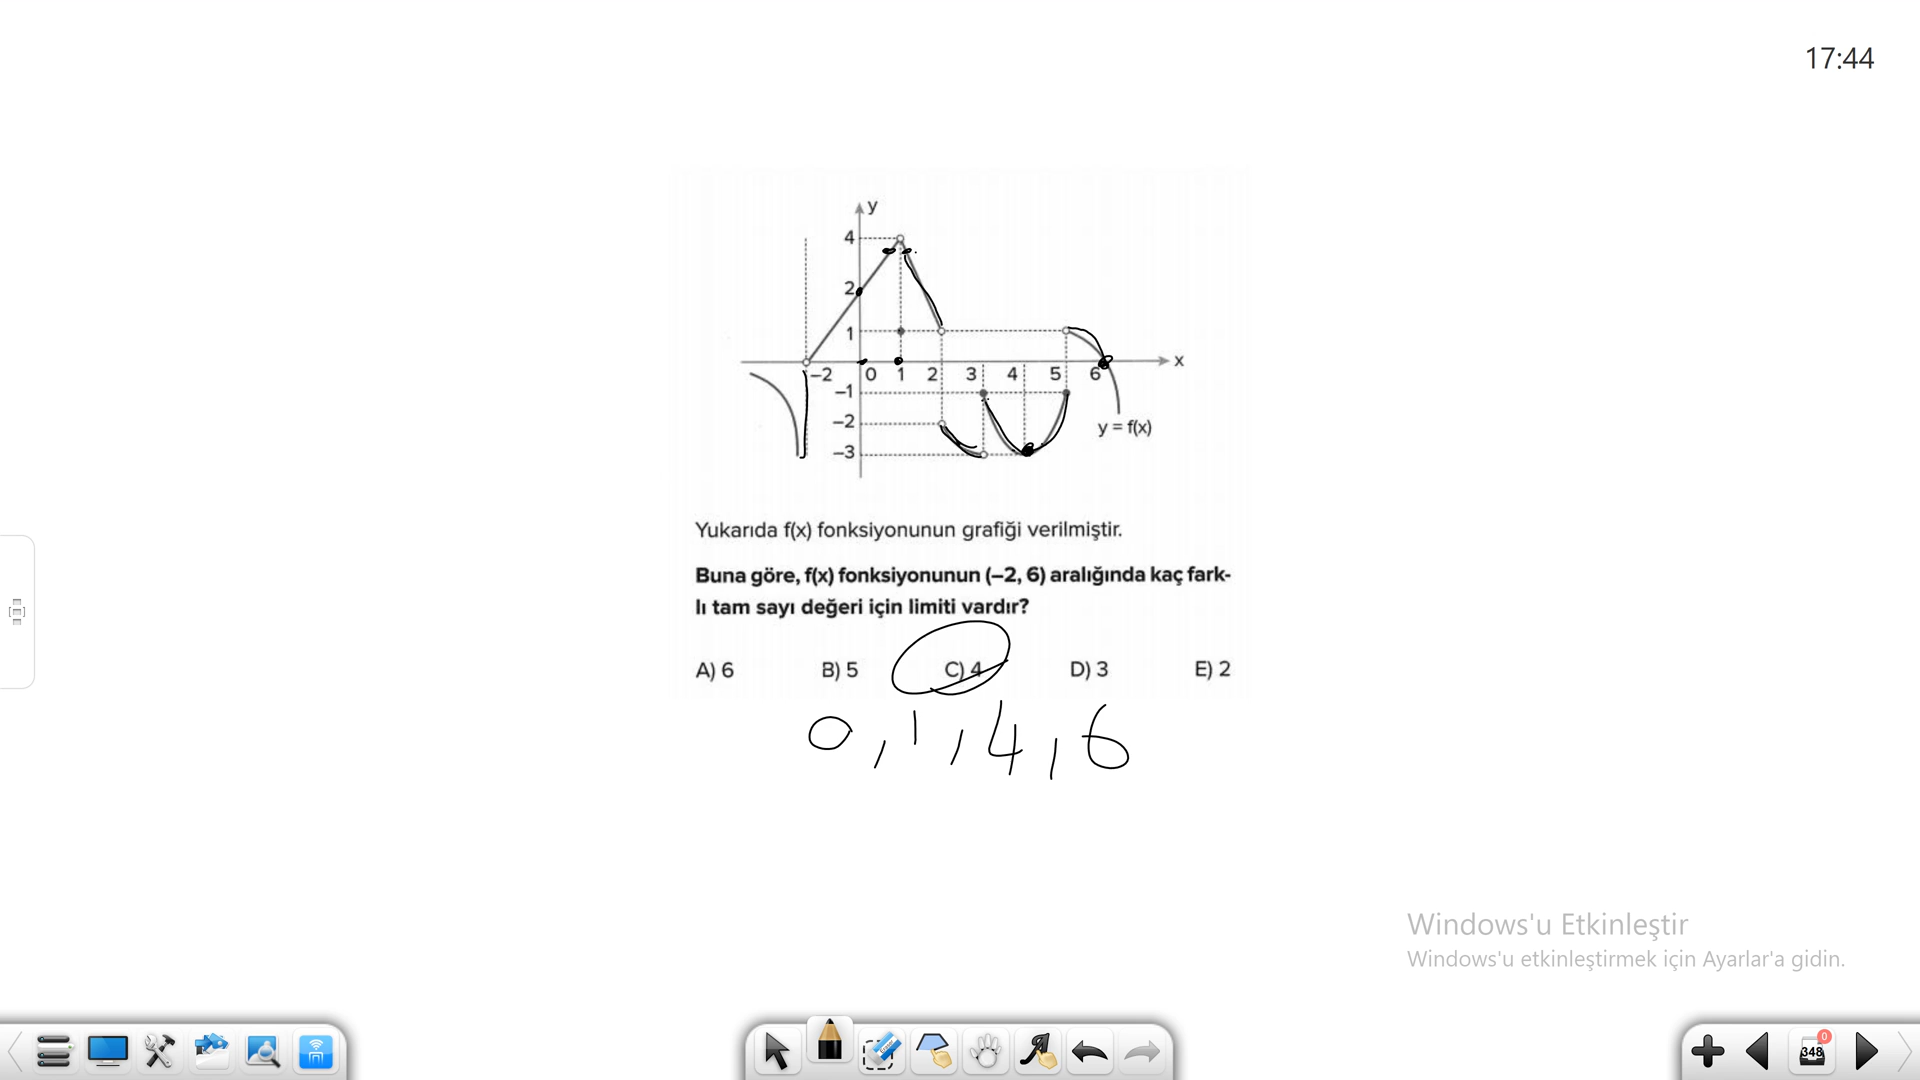 17:44
y
4
2
1
-2 0 1 2 3 4 5 6 x
-1
-2
-3
y = f(x)
Yukarıda f(x) fonksiyonunun grafiği verilmiştir.
Buna göre, f(x) fonksiyonunun (–2, 6) aralığında kaç fark-
lı tam sayı değeri için limiti vardır?
A) 6 B) 5 C) 4 D) 3 E) 2
0, 1, 4, 6
Windows'u Etkinleştir
Windows'u etkinleştirmek için Ayarlar'a gidin.
0
348